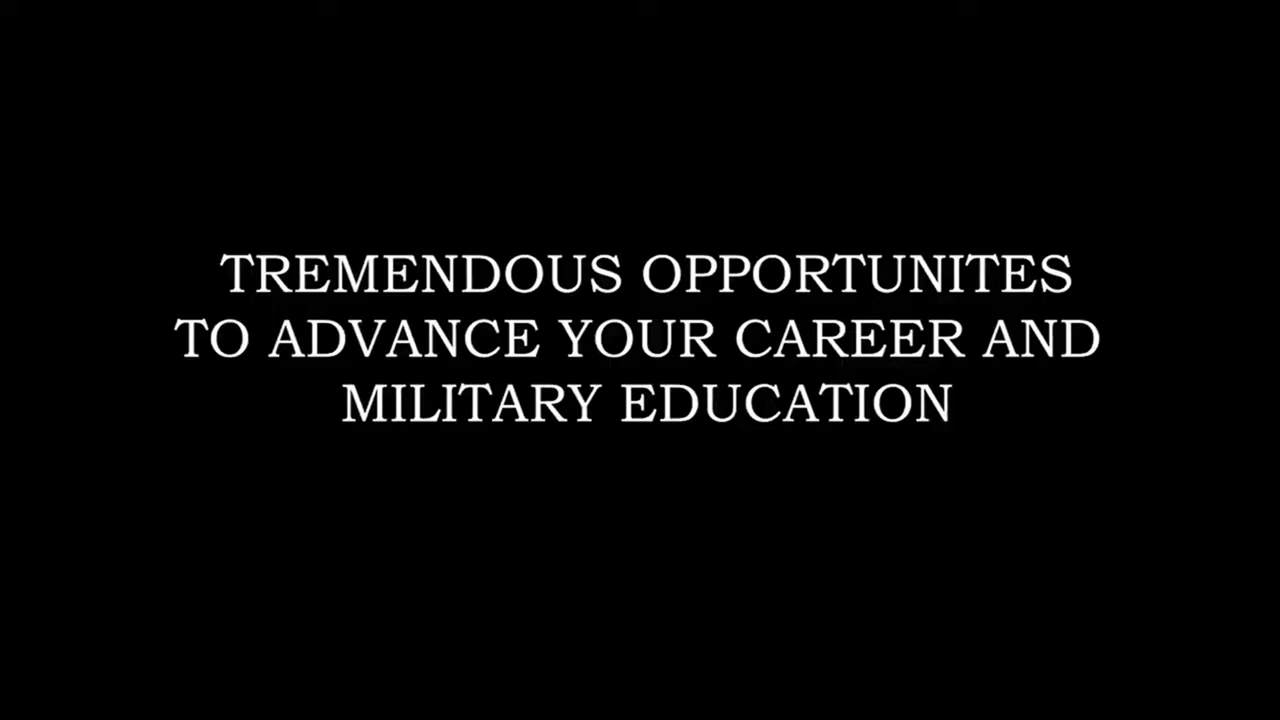 TREMENDOUS OPPORTUNITES
TO ADVANCE YOUR CAREER AND
MILITARY EDUCATION